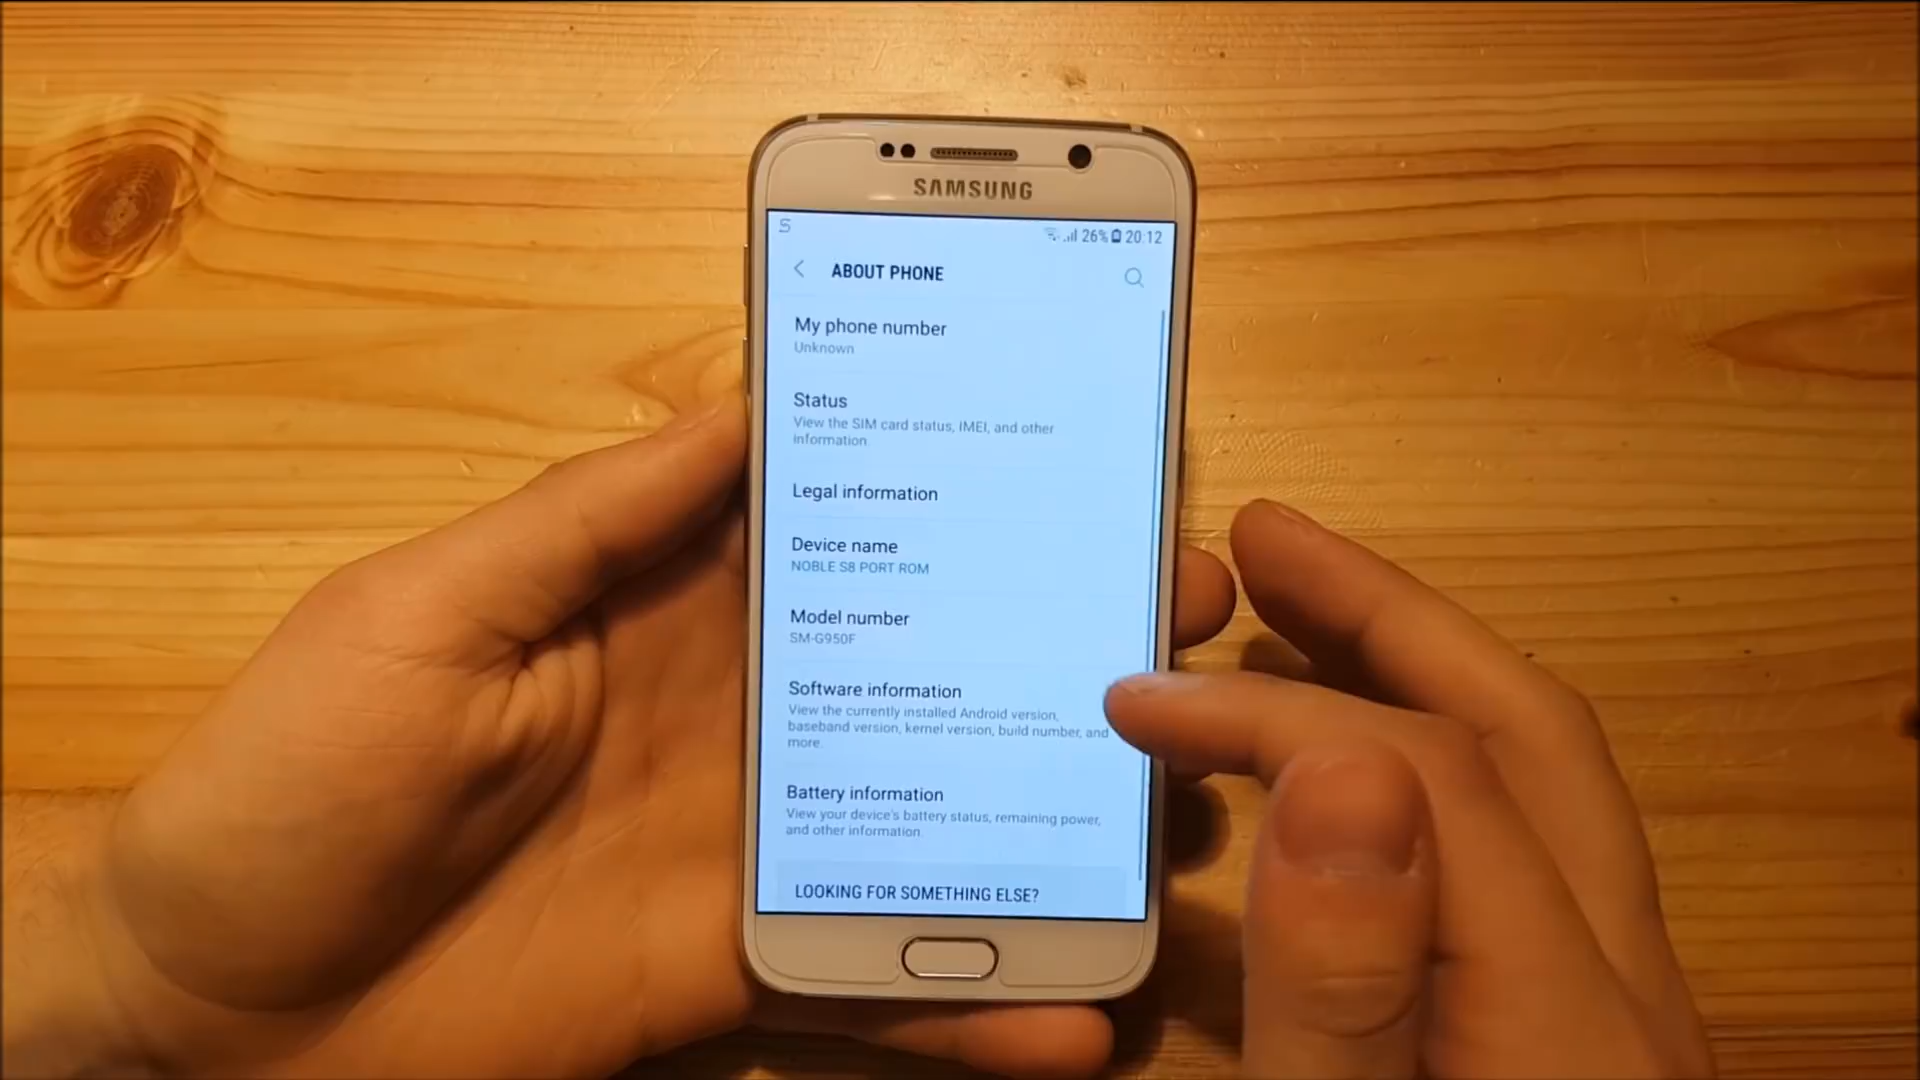 SAMSUNG
26% 20:12
ABOUT PHONE
My phone number
Unknown
Status
View the SIM card status, IMEI, and other
information.
Legal information
Device name
NOBLE S8 PORT ROM
Model number
SM-G950F
Software information
View the currently installed Android version,
baseband version, kernel version, build number, and
more.
Battery information
View your device's battery status, remaining power,
and other information.
LOOKING FOR SOMETHING ELSE?